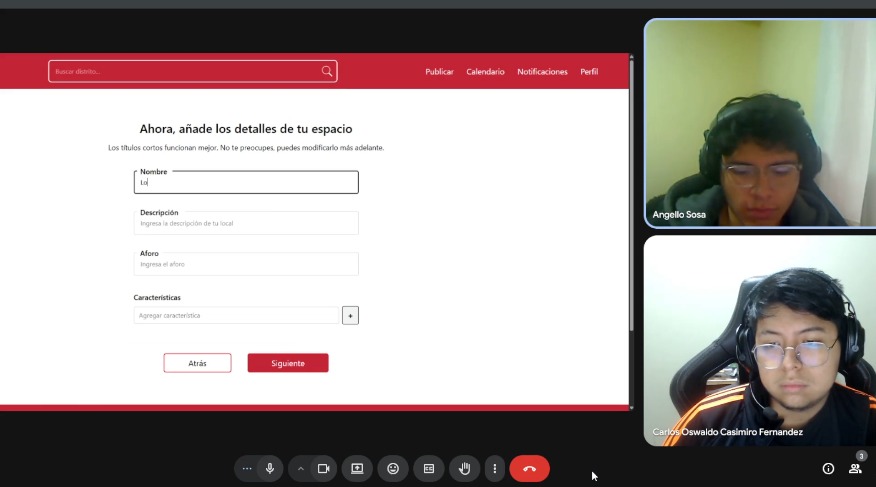 Buscar distrito...
Publicar Calendario Notificaciones Perfil
Ahora, añade los detalles de tu espacio
Los títulos cortos funcionan mejor. No te preocupes, puedes modificarlo más adelante.
Nombre
Lo
Descripción
Ingresa la descripción de tu local
Aforo
Ingresa el aforo
Características
Agregar característica +
Atrás Siguiente
Angello Sosa
Carlos Oswaldo Casimiro Fernandez
3